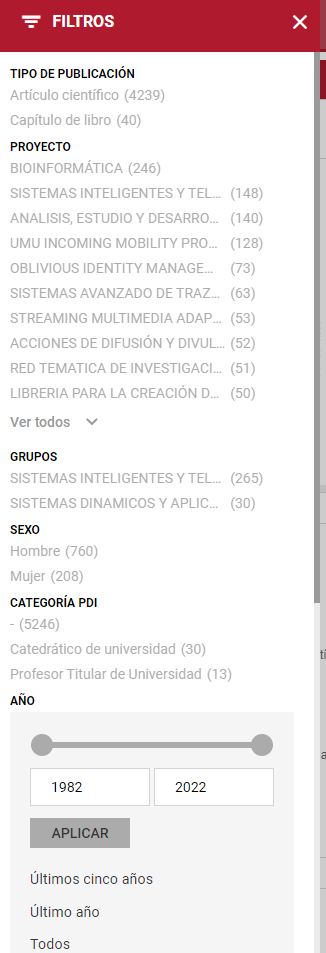 FILTROS
TIPO DE PUBLICACIÓN
Artículo científico (4239)
Capítulo de libro (40)
PROYECTO
BIOINFORMÁTICA (246)
SISTEMAS INTELIGENTES Y TEL... (148)
ANALISIS, ESTUDIO Y DESARRO... (140)
UMU INCOMING MOBILITY PRO... (128)
OBLIVIOUS IDENTITY MANAGE... (73)
SISTEMAS AVANZADO DE TRAZ... (63)
STREAMING MULTIMEDIA ADAP... (53)
ACCIONES DE DIFUSIÓN Y DIVUL... (52)
RED TEMATICA DE INVESTIGACI... (51)
LIBRERIA PARA LA CREACIÓN D... (50)
Ver todos
GRUPOS
SISTEMAS INTELIGENTES Y TEL... (265)
SISTEMAS DINAMICOS Y APLIC... (30)
SEXO
Hombre (760)
Mujer (208)
CATEGORÍA PDI
- (5246)
Catedrático de universidad (30)
Profesor Titular de Universidad (13)
AÑO
1982 2022
APLICAR
Últimos cinco años
Último año
Todos